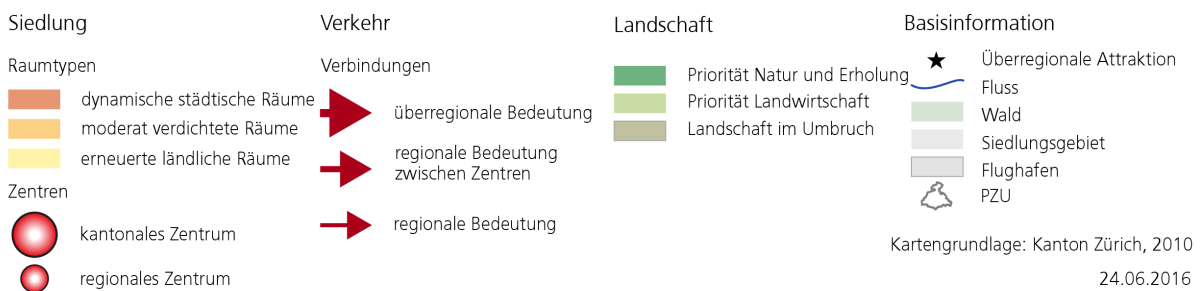 Siedlung
Raumtypen
dynamische städtische Räume
moderat verdichtete Räume
erneuerte ländliche Räume
Zentren
kantonales Zentrum
regionales Zentrum
Verkehr
Verbindungen
überregionale Bedeutung
regionale Bedeutung
zwischen Zentren
regionale Bedeutung
Landschaft
Priorität Natur und Erholung
Priorität Landwirtschaft
Landschaft im Umbruch
Basisinformation
Überregionale Attraktion
Fluss
Wald
Siedlungsgebiet
Flughafen
PZU
Kartengrundlage: Kanton Zürich, 2010
24.06.2016